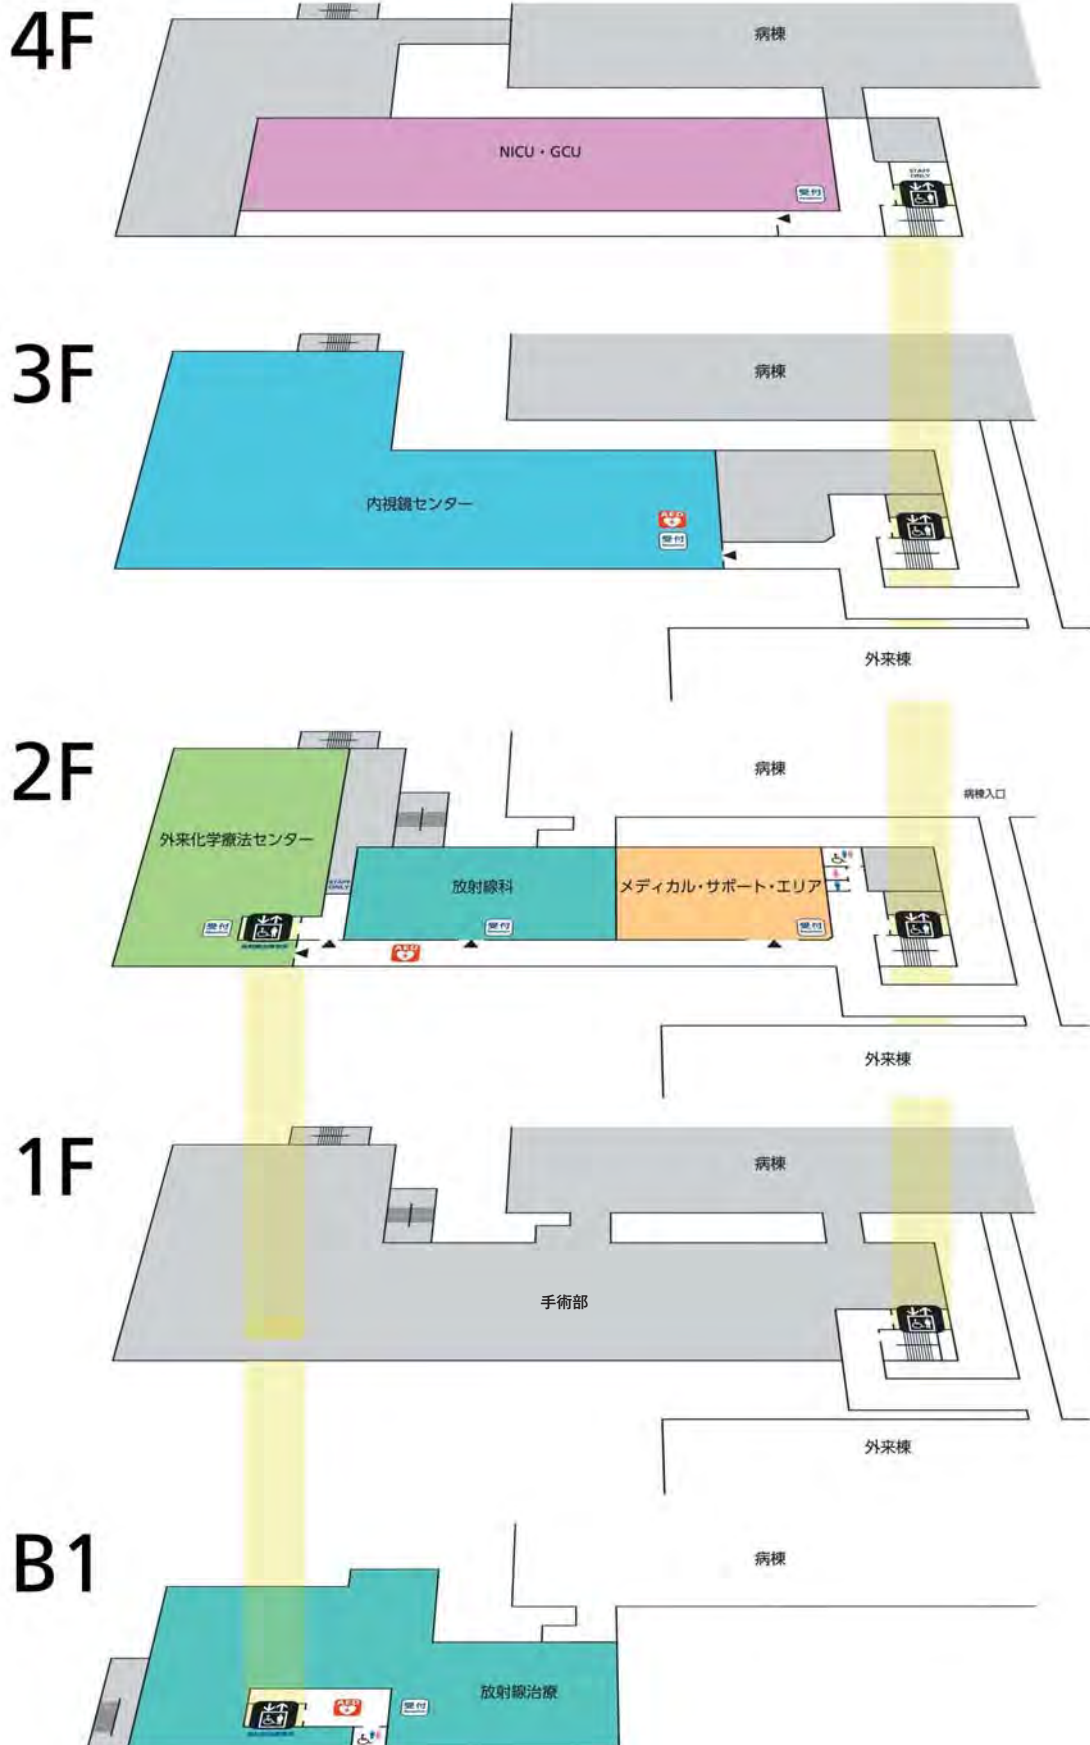 4F
病棟
NICU・GCU
受付
STAFF
ONLY
3F
病棟
内視鏡センター
AED
受付
外来棟
2F
病棟
病棟入口
外来化学療法センター
STAFF
ONLY
放射線科
メディカル・サポート・エリア
受付
受付
受付
AED
外来棟
1F
病棟
手術部
外来棟
B1
病棟
放射線治療
AED
受付